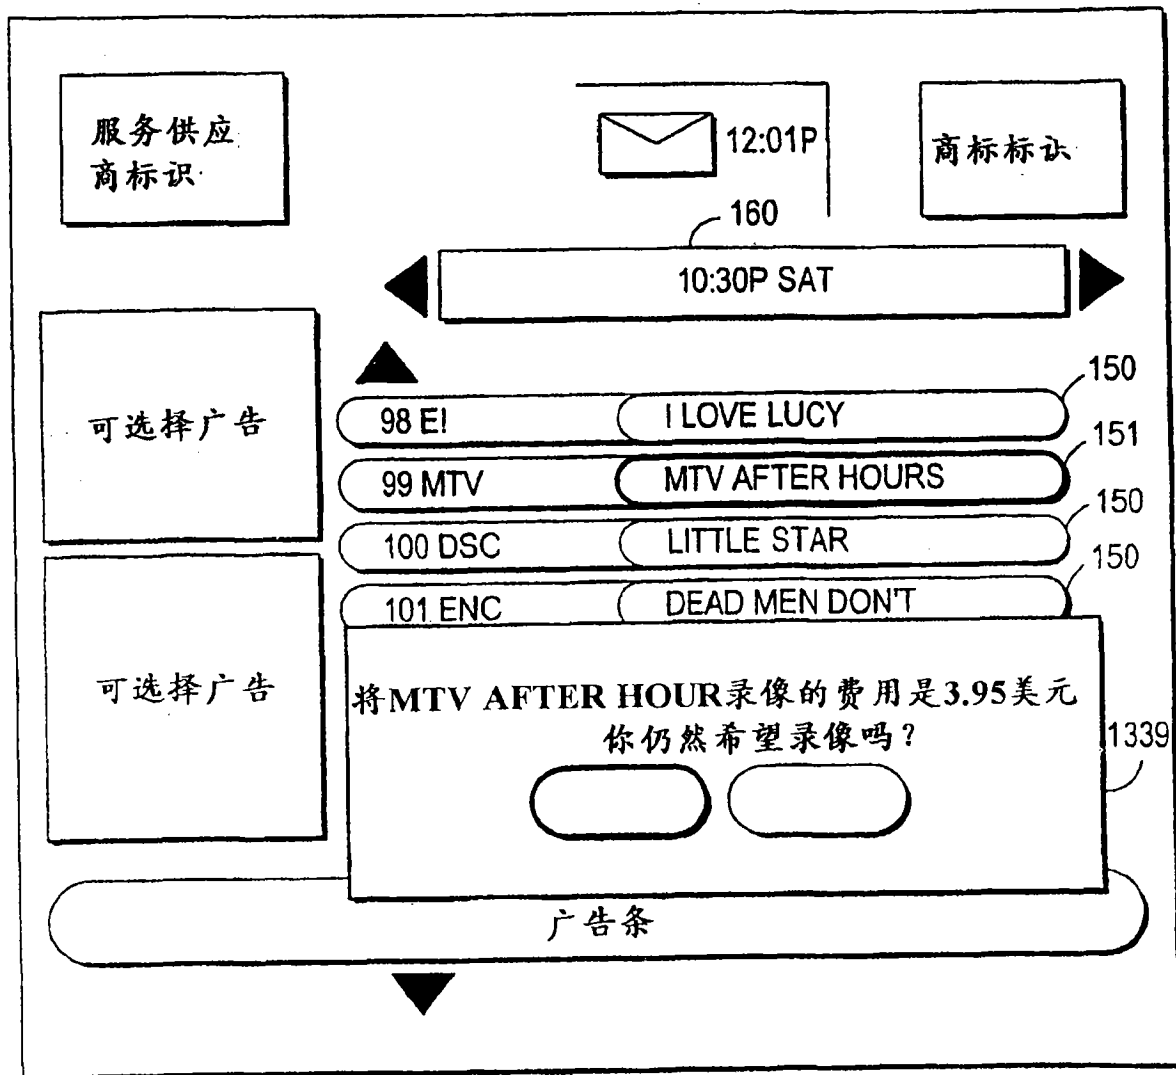 服务供应
商标识
12:01P
商标标识
160
10:30P SAT
可选择广告
150
98 E! I LOVE LUCY
151
99 MTV MTV AFTER HOURS
150
100 DSC LITTLE STAR
150
101 ENC DEAD MEN DON'T
可选择广告
将MTV AFTER HOUR录像的费用是3.95美元
你仍然希望录像吗?
1339
广告条